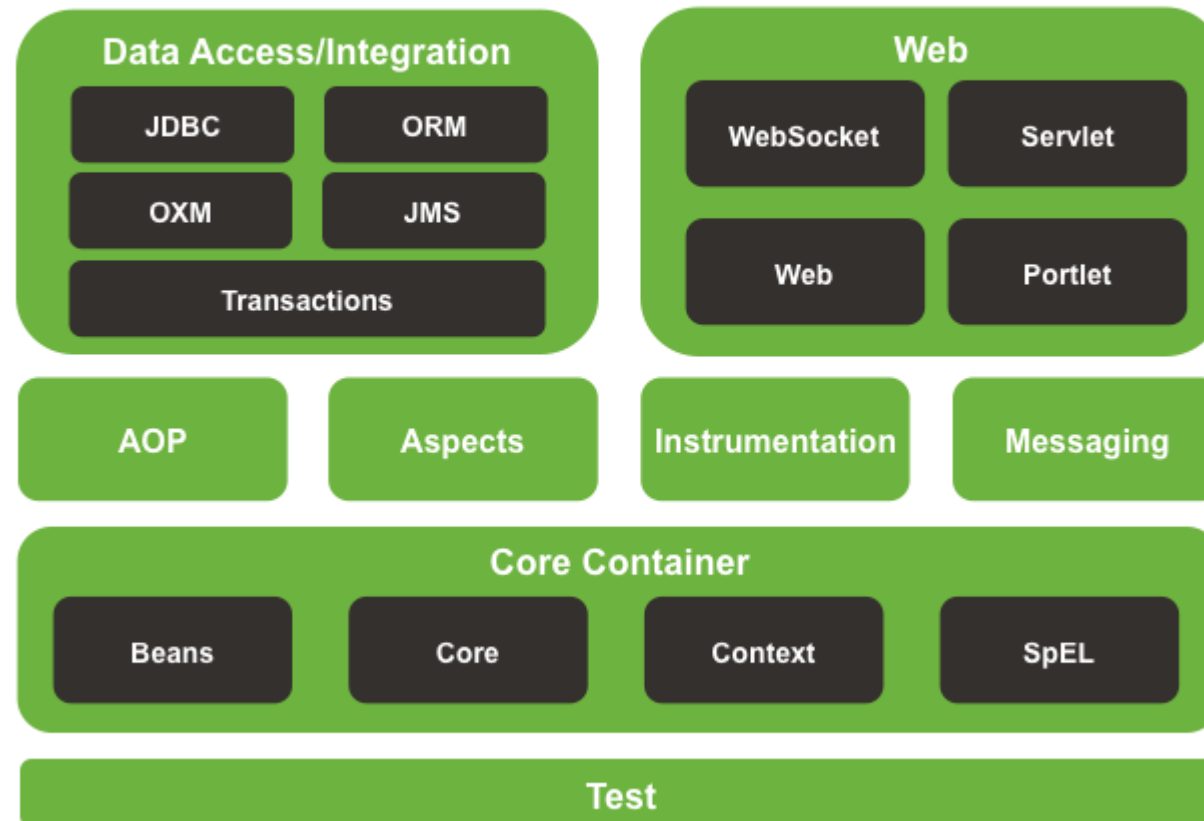 Data Access/Integration
JDBC
ORM
OXM
JMS
Transactions
Web
WebSocket
Servlet
Web
Portlet
AOP
Aspects
Instrumentation
Messaging
Core Container
Beans
Core
Context
SpEL
Test